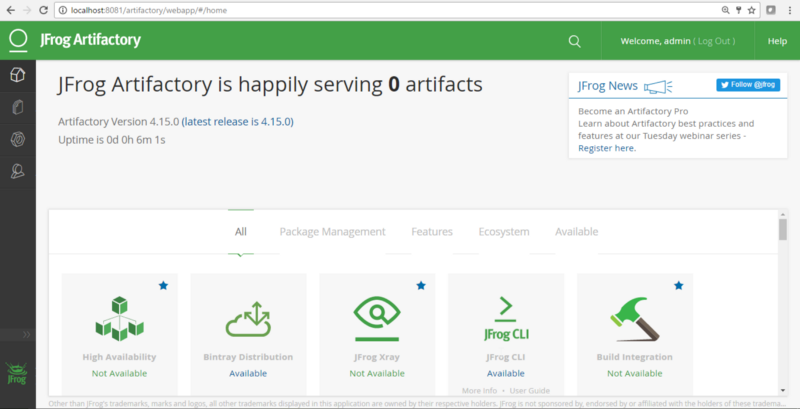 localhost:8081/artifactory/webapp/#/home
JFrog Artifactory
Welcome, admin ( Log Out )
Help
JFrog Artifactory is happily serving 0 artifacts
Artifactory Version 4.15.0 (latest release is 4.15.0)
Uptime is 0d 0h 6m 1s
JFrog News
Follow @jfrog
Become an Artifactory Pro
Learn about Artifactory best practices and
features at our Tuesday webinar series -
Register here.
All
Package Management
Features
Ecosystem
Available
High Availability
Not Available
Bintray Distribution
Available
JFrog Xray
Not Available
JFrog CLI
JFrog CLI
Available
More Info • User Guide
Build Integration
Not Available
JFrog
Other than JFrog's trademarks, marks and logos, all other trademarks displayed in this application are owned by their respective holders. JFrog is not sponsored by, endorsed by or affiliated with the holders of these tradema...